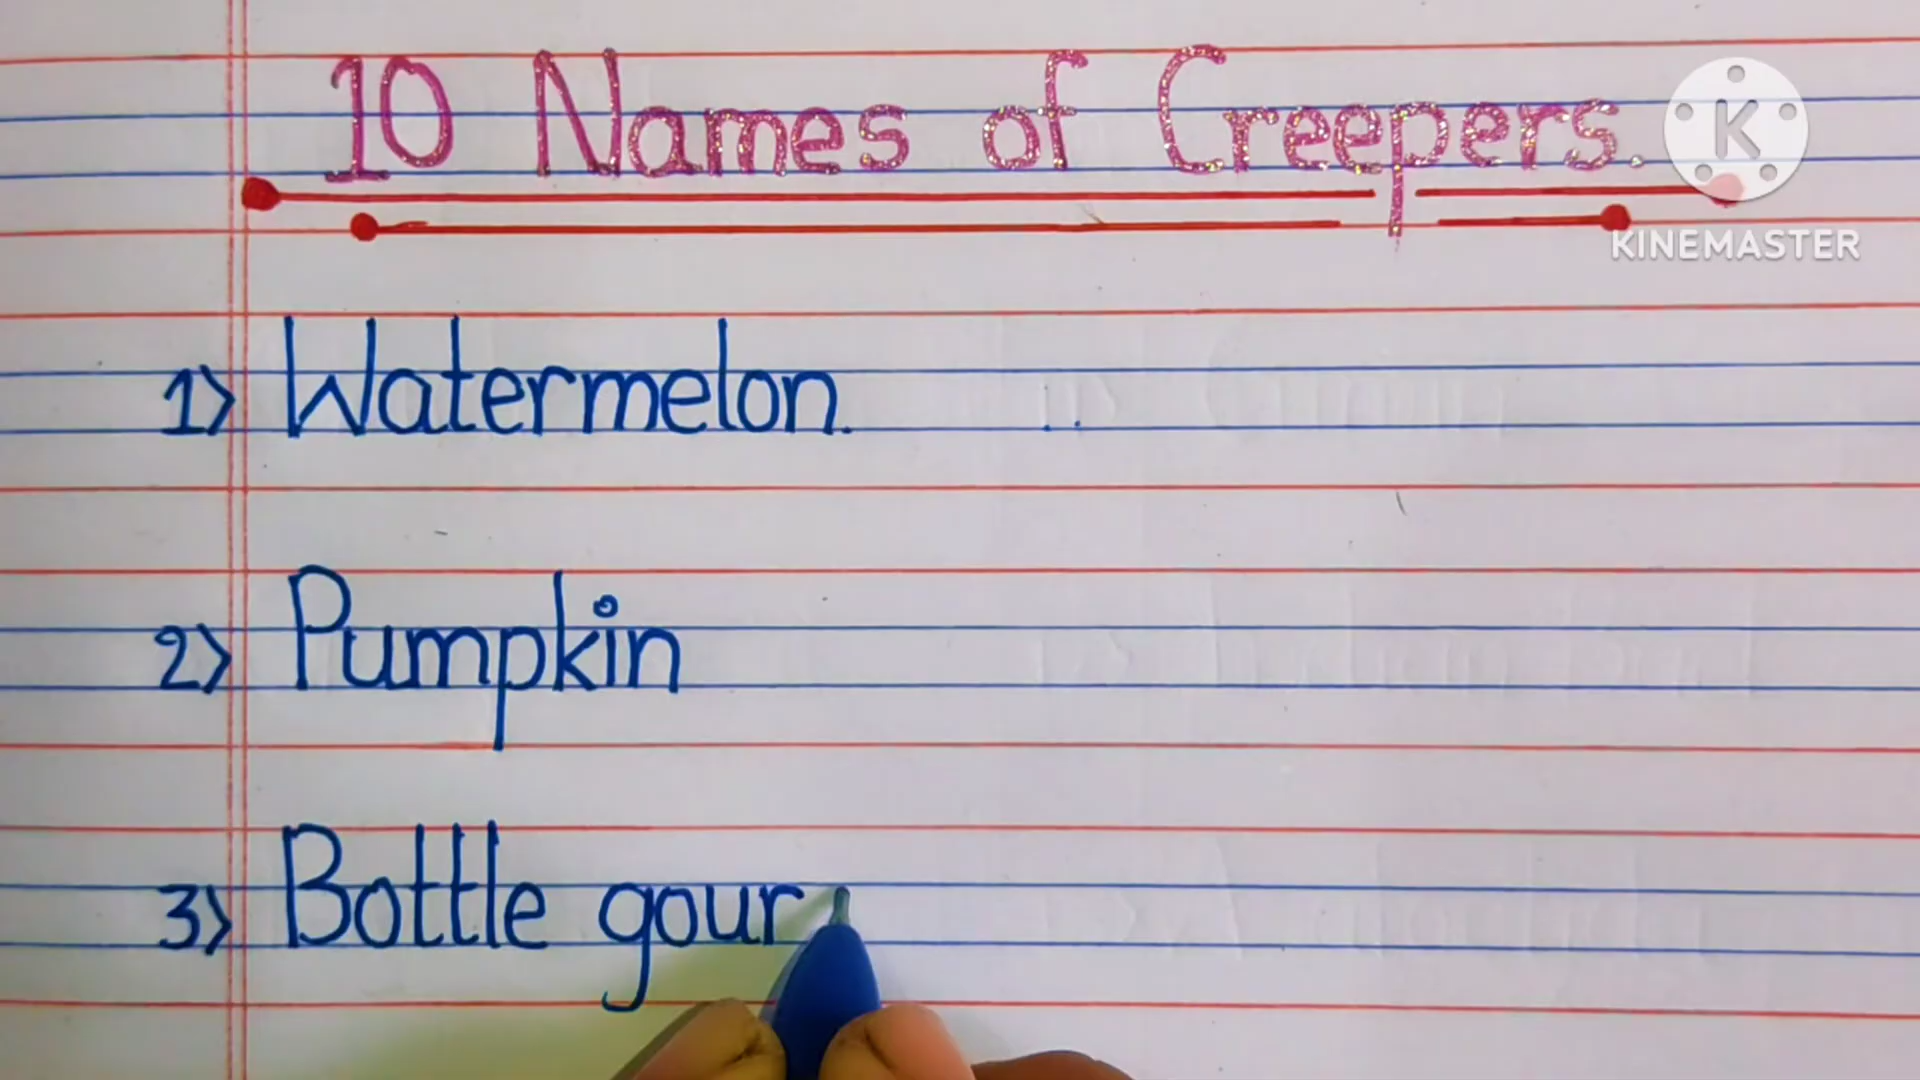 10 Names of Creepers.
K
KINEMASTER
1) Watermelon.
2) Pumpkin
3) Bottle gour